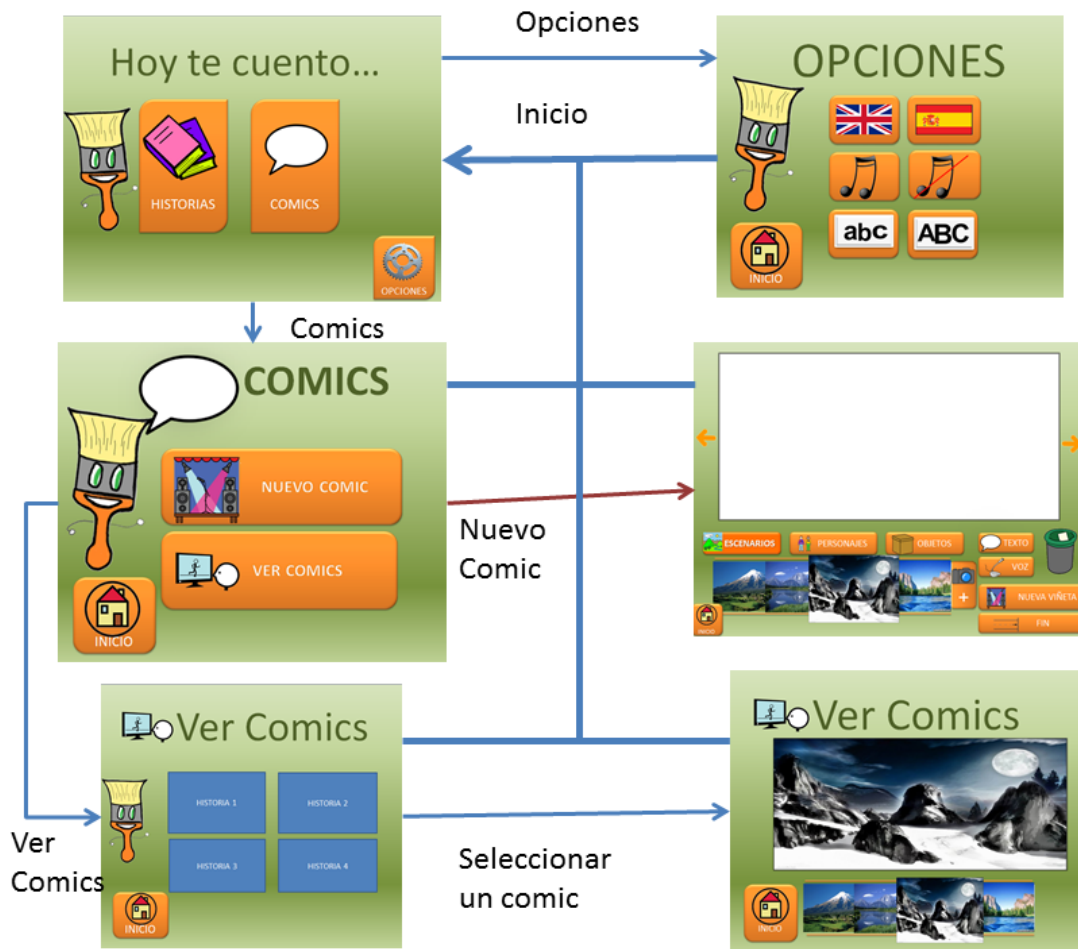 Hoy te cuento...
HISTORIAS
COMICS
OPCIONES
Opciones
Inicio
OPCIONES
abc
ABC
INICIO
Comics
COMICS
NUEVO COMIC
VER COMICS
INICIO
Nuevo
Comic
ESCENARIOS
PERSONAJES
OBJETOS
TEXTO
VOZ
+
NUEVA VIÑETA
FIN
INICIO
Ver Comics
HISTORIA 1
HISTORIA 2
HISTORIA 3
HISTORIA 4
INICIO
Ver
Comics
Seleccionar
un comic
Ver Comics
INICIO